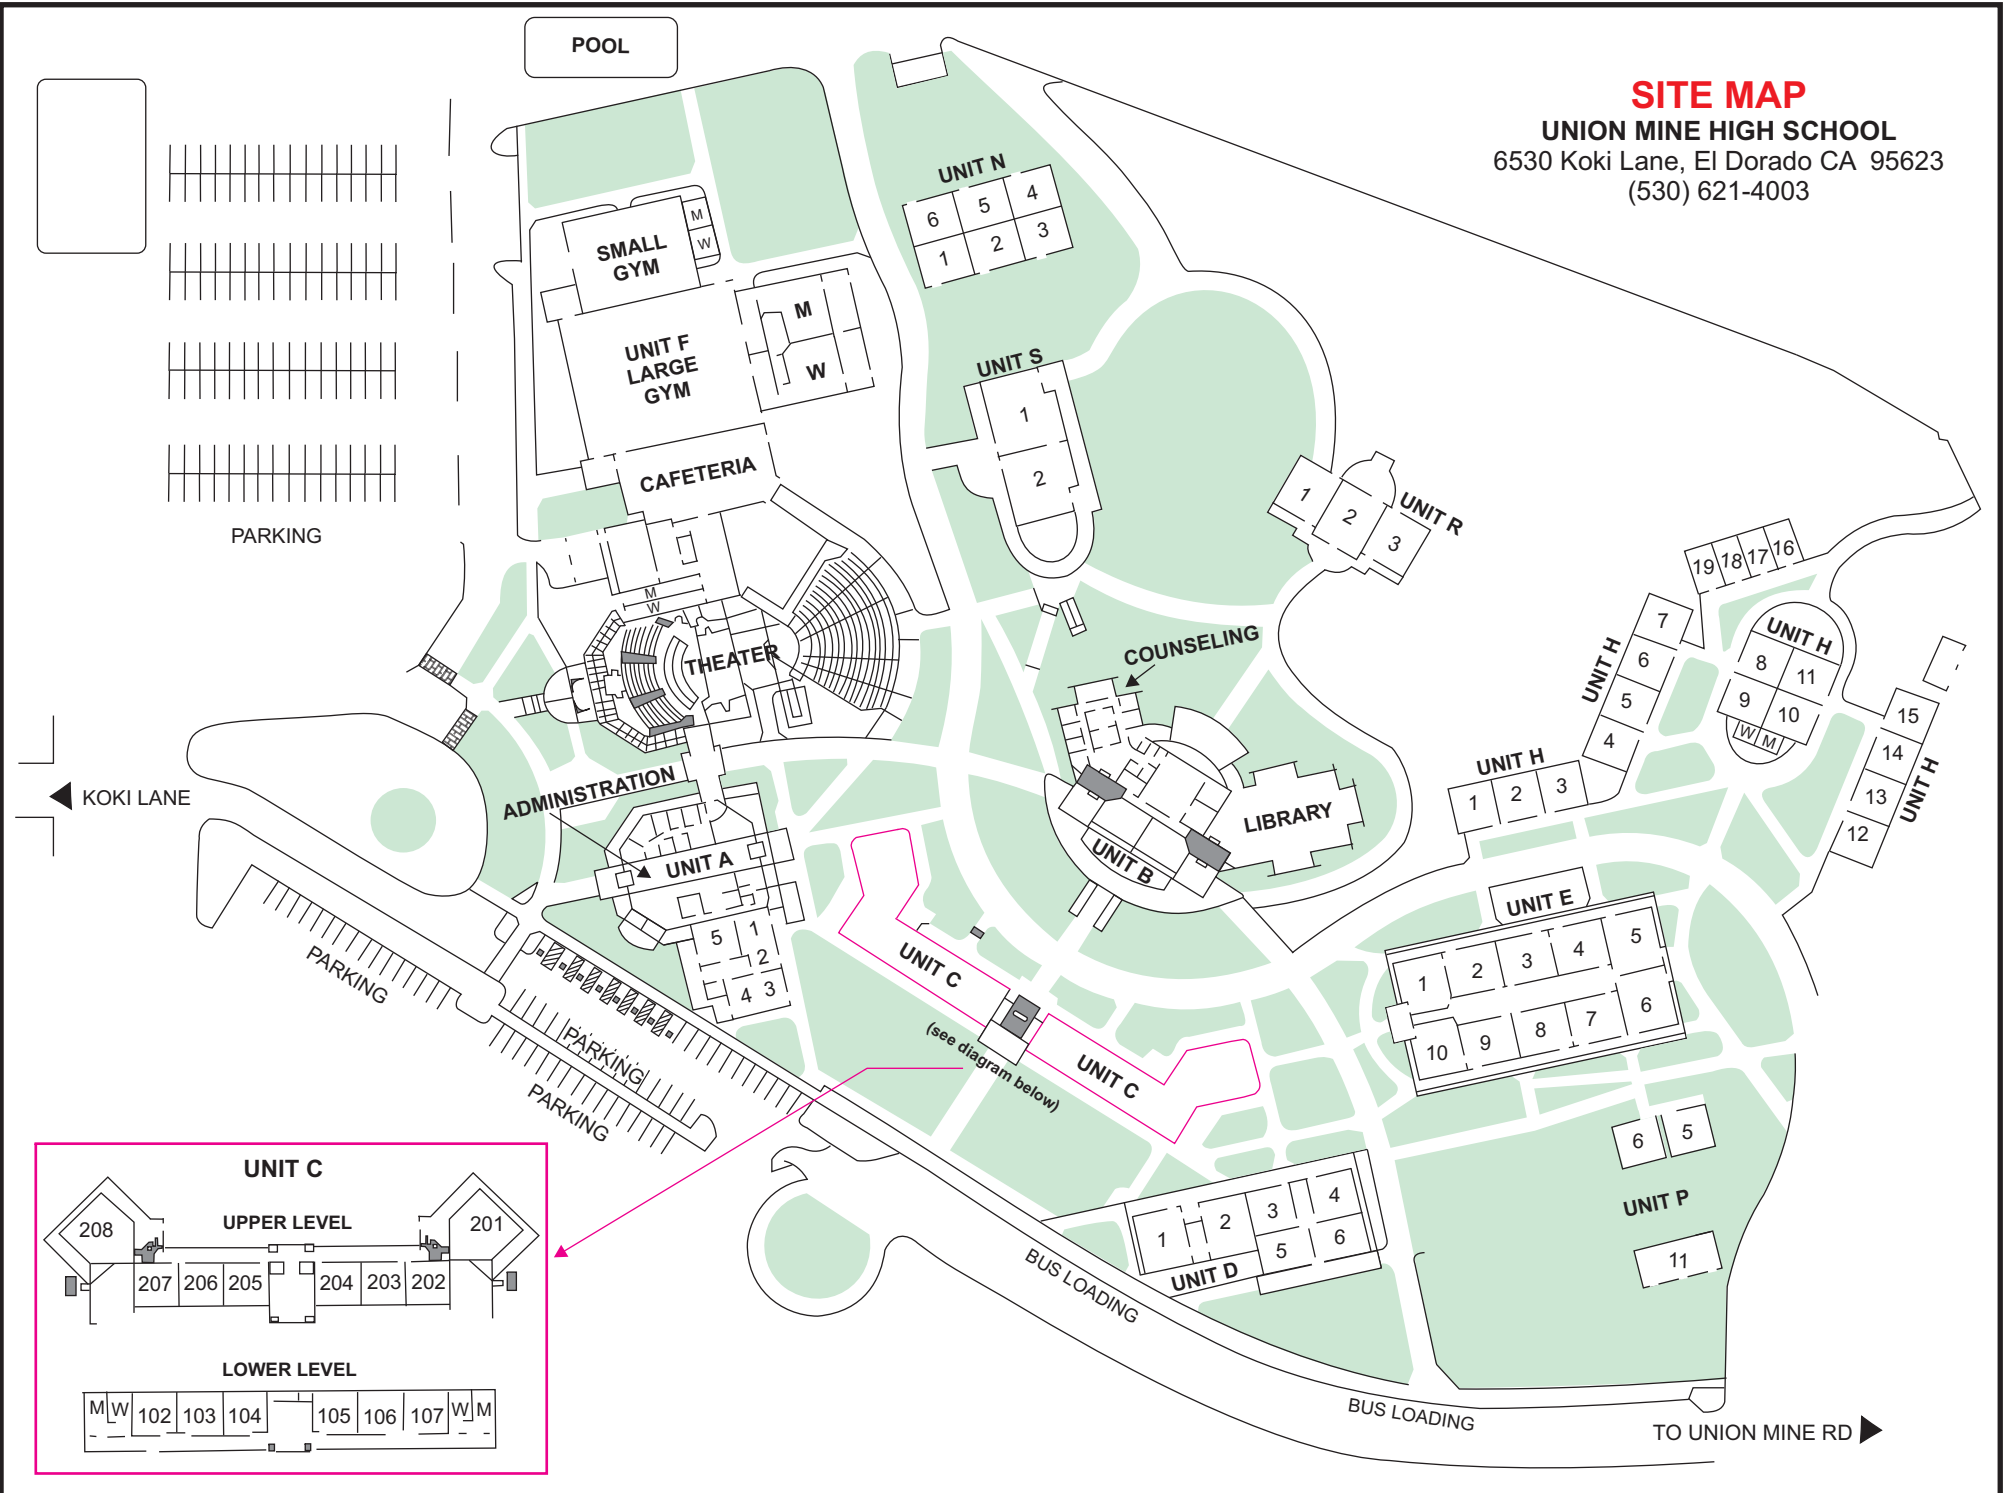 POOL
SITE MAP
UNION MINE HIGH SCHOOL
6530 Koki Lane, El Dorado CA  95623
(530) 621-4003
UNIT N
6 5 4
1 2 3
SMALL
GYM
M
W
UNIT F
LARGE
GYM
M
W
UNIT S
1
2
CAFETERIA
UNIT R
1
2
3
PARKING
M
W
THEATER
COUNSELING
19 18 17 16
UNIT H
7
6
5
4
UNIT H
8 11
9 10
W M
UNIT H
15
14
13
12
UNIT H
1 2 3
KOKI LANE
ADMINISTRATION
UNIT A
5 1
2
4 3
LIBRARY
UNIT B
UNIT E
1 2 3 4 5
10 9 8 7 6
UNIT C
(see diagram below)
UNIT C
PARKING
PARKING
PARKING
6 5
UNIT P
11
UNIT D
1 2 3 4
5 6
BUS LOADING
BUS LOADING
TO UNION MINE RD
UNIT C
UPPER LEVEL
208 201
207 206 205 204 203 202
LOWER LEVEL
M W 102 103 104 105 106 107 W M